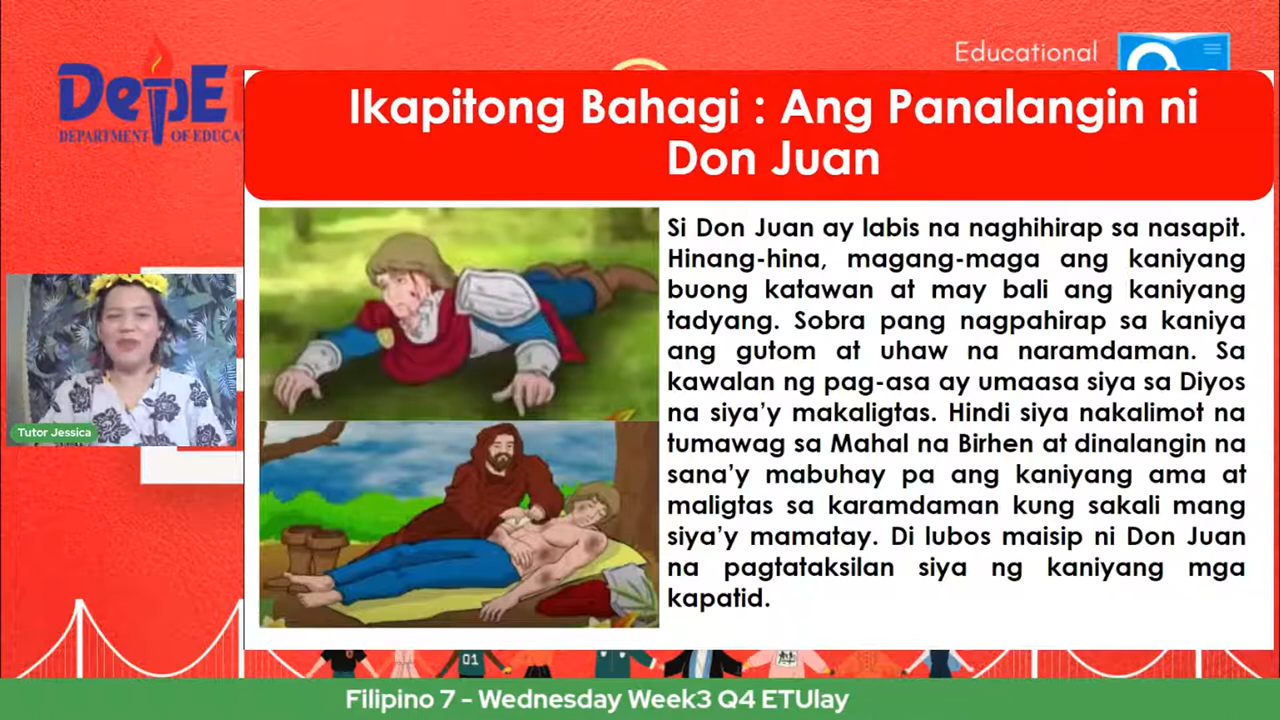 DepE
DEPARTMENT OF EDUCA
Educational
Ikapitong Bahagi : Ang Panalangin ni
Don Juan
Si Don Juan ay labis na naghihirap sa nasapit.
Hinang-hina, magang-maga ang kaniyang
buong katawan at may bali ang kaniyang
tadyang. Sobra pang nagpahirap sa kaniya
ang gutom at uhaw na naramdaman. Sa
kawalan ng pag-asa ay umaasa siya sa Diyos
na siya’y makaligtas. Hindi siya nakalimot na
tumawag sa Mahal na Birhen at dinalangin na
sana’y mabuhay pa ang kaniyang ama at
maligtas sa karamdaman kung sakali mang
siya’y mamatay. Di lubos maisip ni Don Juan
na pagtataksilan siya ng kaniyang mga
kapatid.
Tutor Jessica
01
Filipino 7 - Wednesday Week3 Q4 ETUlay